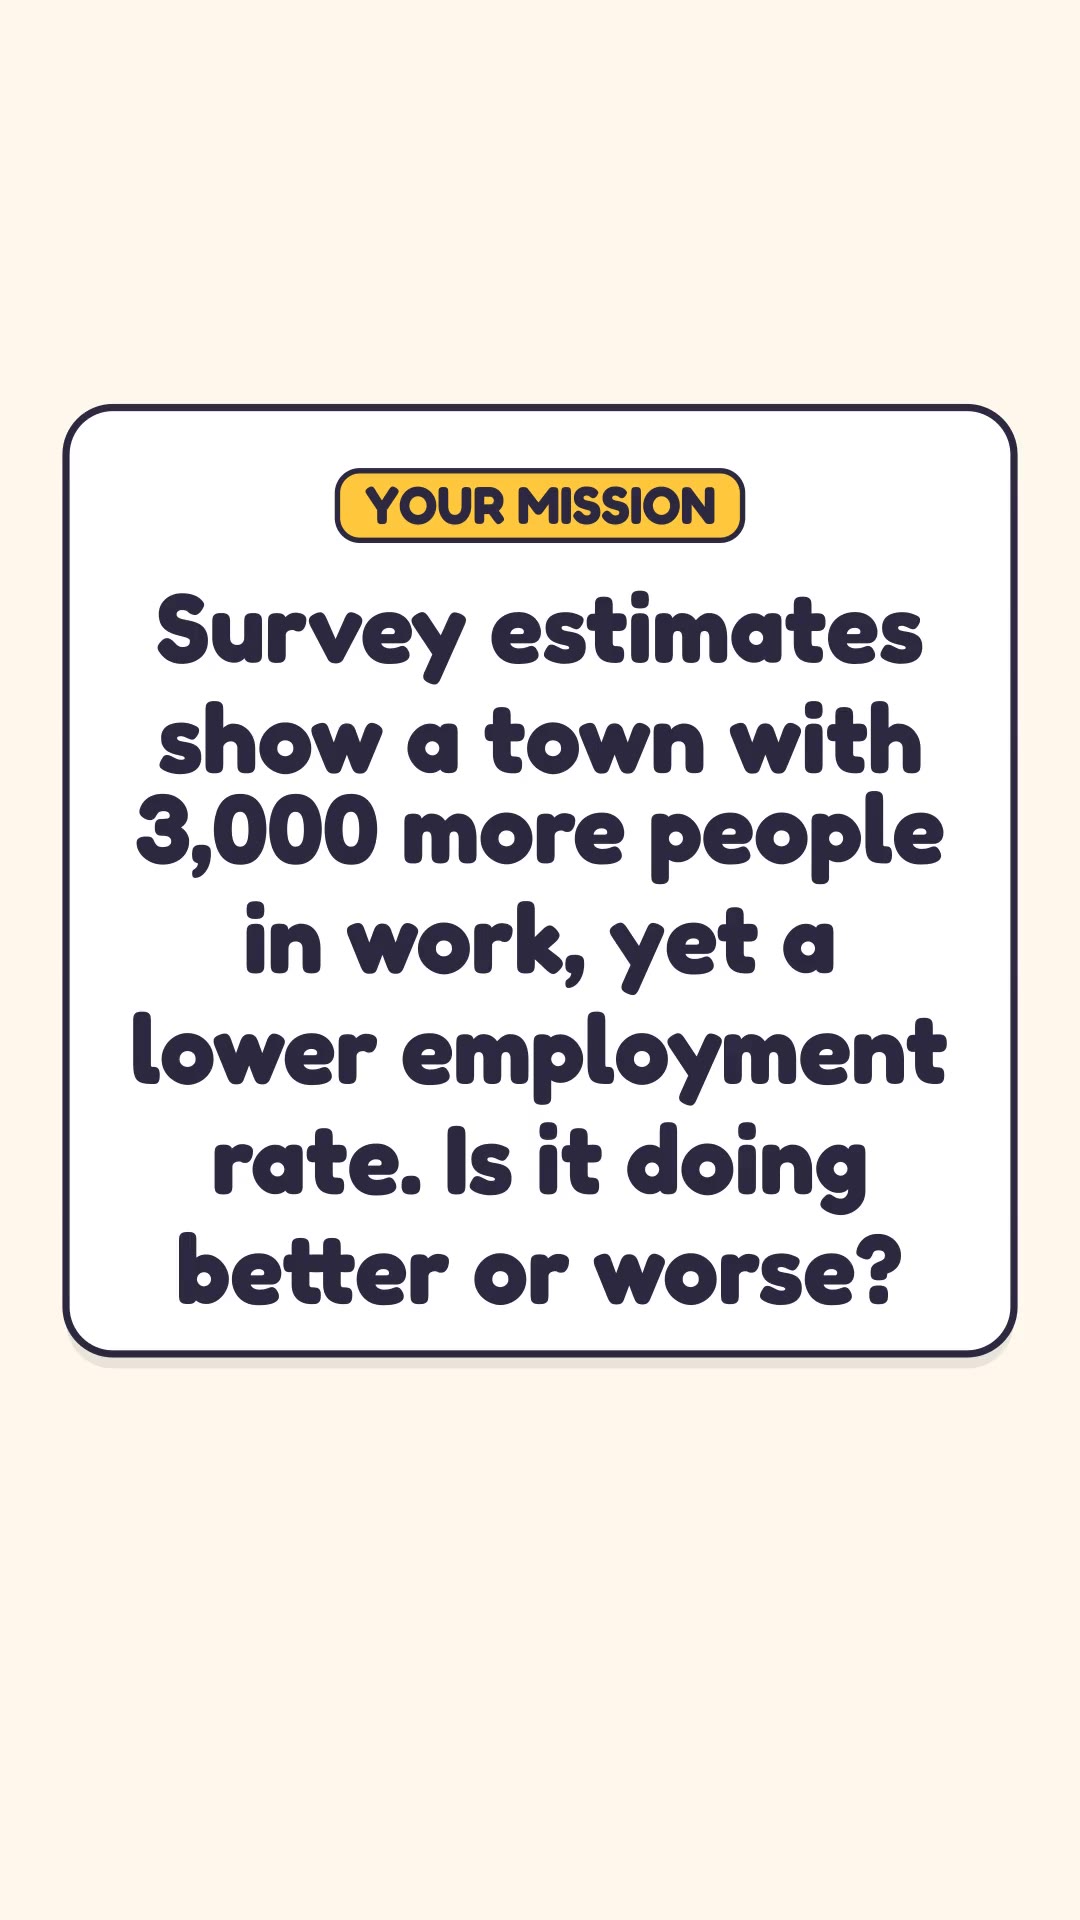 YOUR MISSION
Survey estimates
show a town with
3,000 more people
in work, yet a
lower employment
rate. Is it doing
better or worse?